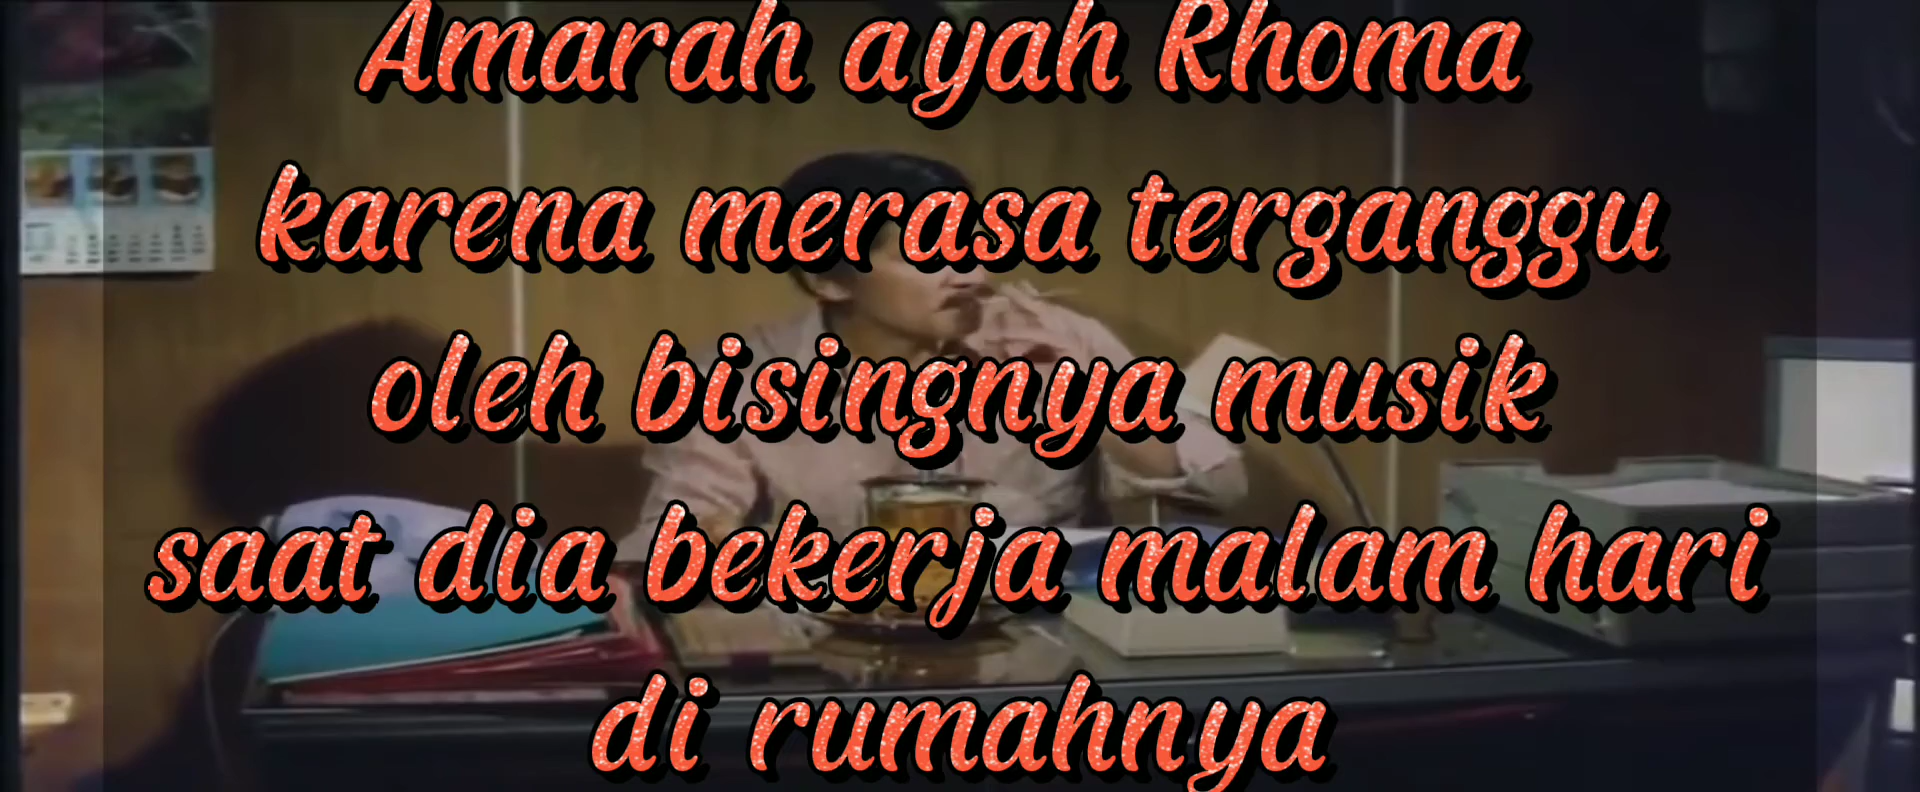 Amarah ayah Rhoma
karena merasa terganggu
oleh bisingnya musik
saat dia bekerja malam hari
di rumahnya